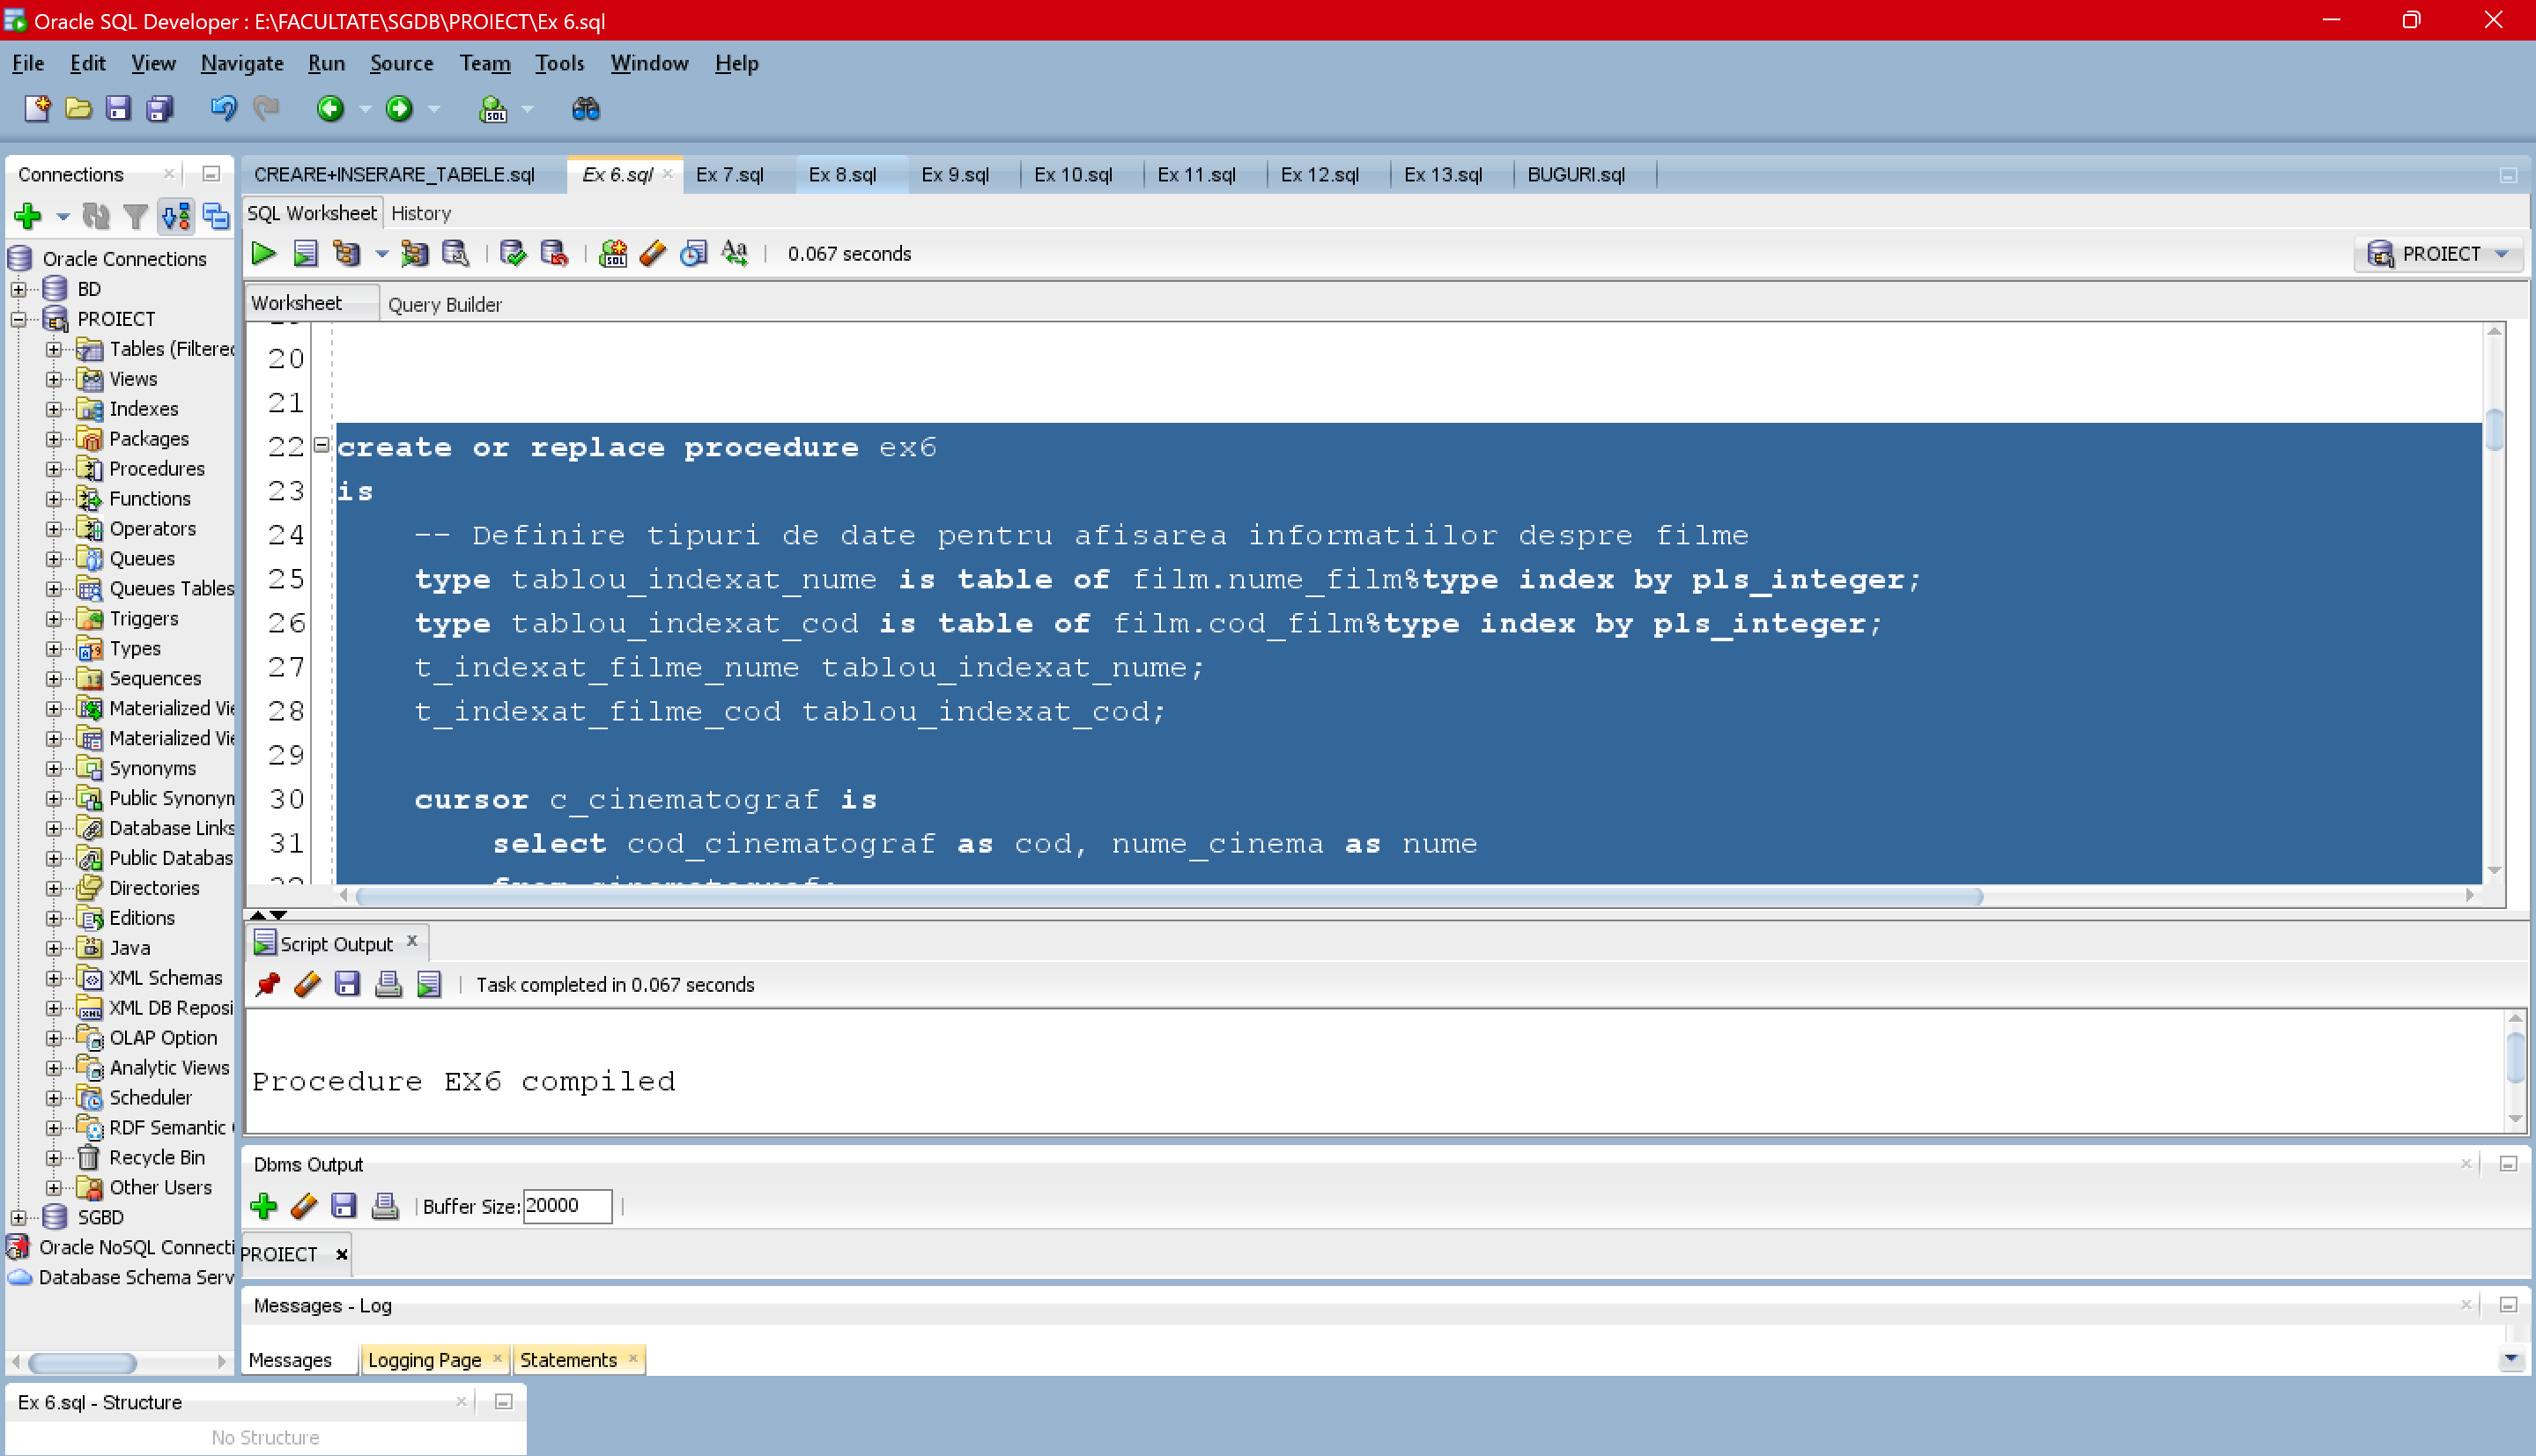 Oracle SQL Developer : E:\FACULTATE\SGDB\PROIECT\Ex 6.sql
File Edit View Navigate Run Source Team Tools Window Help
Connections
CREARE+INSERARE_TABELE.sql Ex 6.sql Ex 7.sql Ex 8.sql Ex 9.sql Ex 10.sql Ex 11.sql Ex 12.sql Ex 13.sql BUGURI.sql
SQL Worksheet History
0.067 seconds
PROIECT
Worksheet Query Builder
Oracle Connections
BD
PROIECT
Tables (Filtered
Views
Indexes
Packages
Procedures
Functions
Operators
Queues
Queues Tables
Triggers
Types
Sequences
Materialized Vie
Materialized Vie
Synonyms
Public Synonym
Database Links
Public Databas
Directories
Editions
Java
XML Schemas
XML DB Reposi
OLAP Option
Analytic Views
Scheduler
RDF Semantic
Recycle Bin
Other Users
SGBD
Oracle NoSQL Connecti
Database Schema Serv
20
21
22 create or replace procedure ex6
23 is
24 -- Definire tipuri de date pentru afisarea informatiilor despre filme
25 type tablou_indexat_nume is table of film.nume_film%type index by pls_integer;
26 type tablou_indexat_cod is table of film.cod_film%type index by pls_integer;
27 t_indexat_filme_nume tablou_indexat_nume;
28 t_indexat_filme_cod tablou_indexat_cod;
29
30 cursor c_cinematograf is
31 select cod_cinematograf as cod, nume_cinema as nume
Script Output
Task completed in 0.067 seconds
Procedure EX6 compiled
Dbms Output
Buffer Size: 20000
PROIECT
Messages - Log
Messages Logging Page Statements
Ex 6.sql - Structure
No Structure